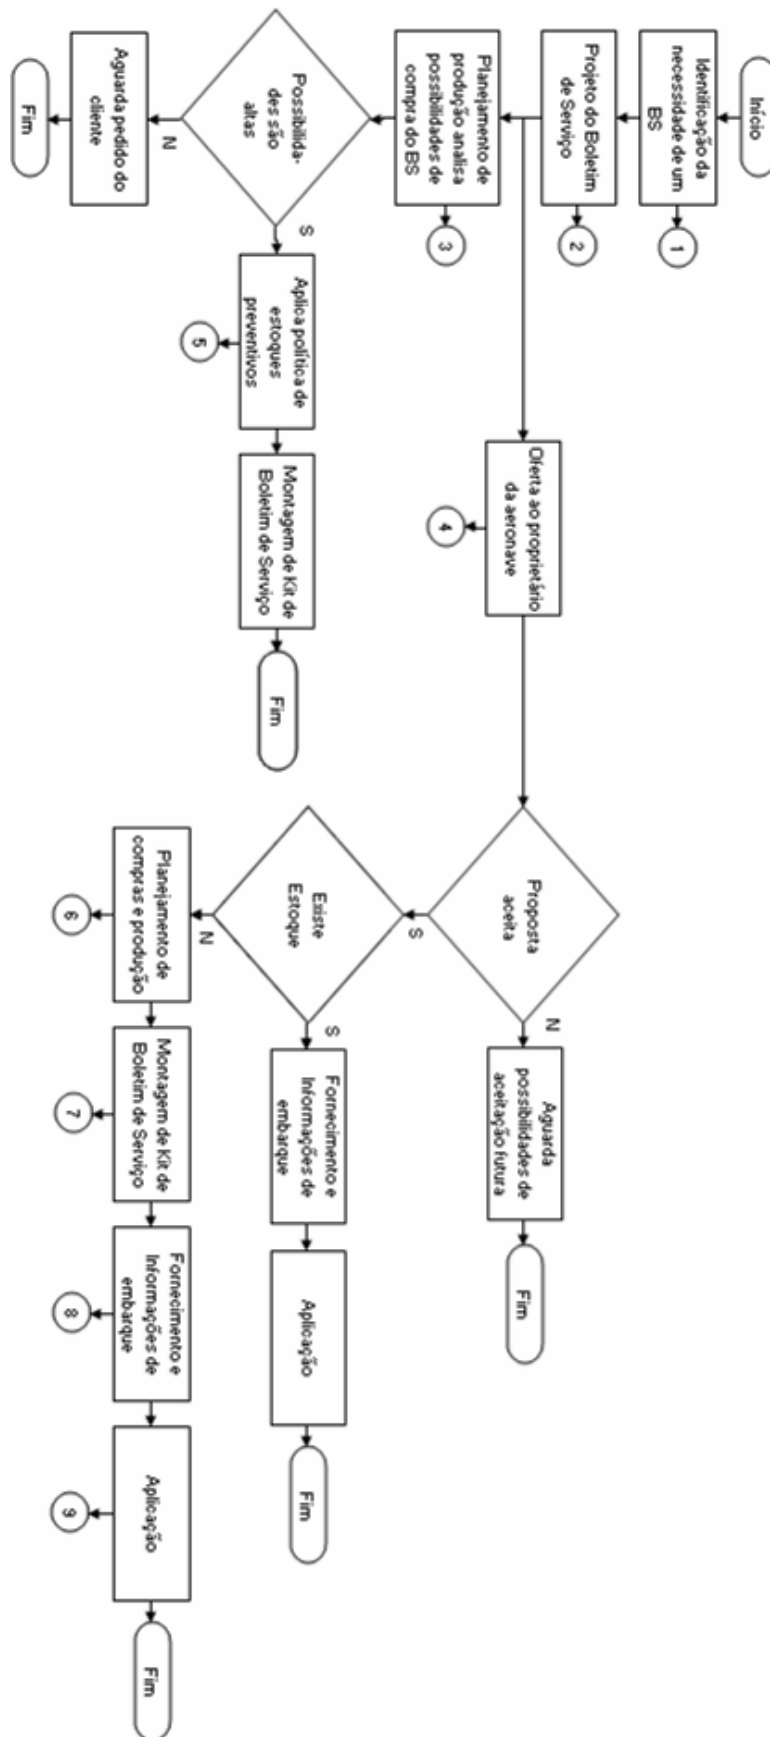 Início
Identificação da
necessidade de um
BS
1
Projeto do Boletim
de Serviço
2
Planejamento de
produção analisa
possibilidades de
compra do BS
3
Possibilida-
des são
altas
N
Aguarda pedido do
cliente
Fim
S
Aplica política de
estoques
preventivos
5
Montagem de Kit de
Boletim de Serviço
Fim
Oferta ao proprietário
da aeronave
4
Proposta
aceita
N
Aguarda
possibilidades de
aceitação futura
Fim
S
Existe
Estoque
S
Fornecimento e
Informações de
embarque
Aplicação
Fim
N
Planejamento de
compras e produção
6
Montagem de Kit de
Boletim de Serviço
7
Fornecimento e
Informações de
embarque
8
Aplicação
9
Fim